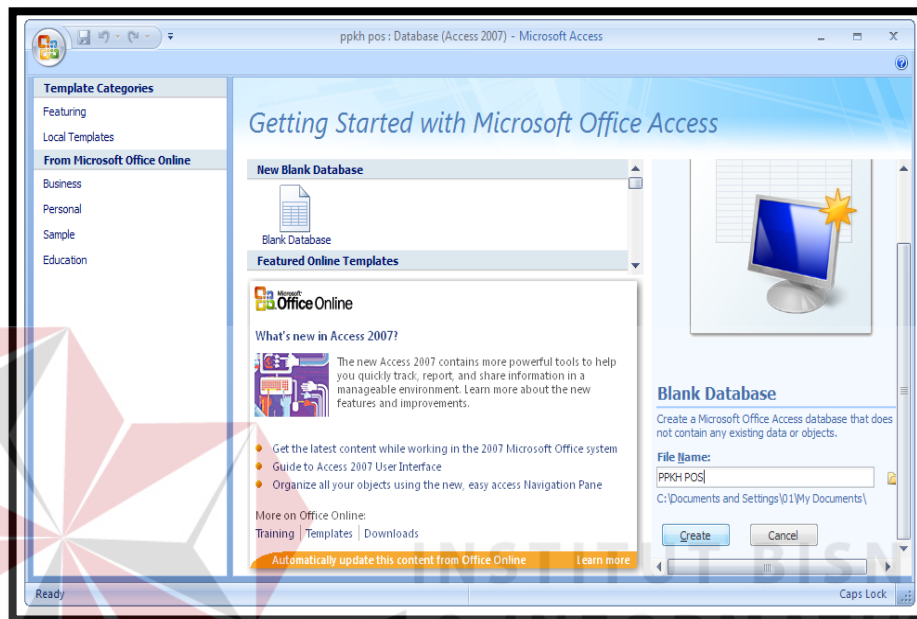 ppkh pos : Database (Access 2007) - Microsoft Access
Template Categories
Featuring
Local Templates
From Microsoft Office Online
Business
Personal
Sample
Education
Getting Started with Microsoft Office Access
New Blank Database
Blank Database
Featured Online Templates
Microsoft
Office Online
What's new in Access 2007?
The new Access 2007 contains more powerful tools to help
you quickly track, report, and share information in a
manageable environment. Learn more about the new
features and improvements.
Get the latest content while working in the 2007 Microsoft Office system
Guide to Access 2007 User Interface
Organize all your objects using the new, easy access Navigation Pane
More on Office Online:
Training | Templates | Downloads
Automatically update this content from Office Online Learn more
Blank Database
Create a Microsoft Office Access database that does
not contain any existing data or objects.
File Name:
PPKH POS
C:\Documents and Settings\01\My Documents\
Create Cancel
INSTITUT BISN
Ready Caps Lock